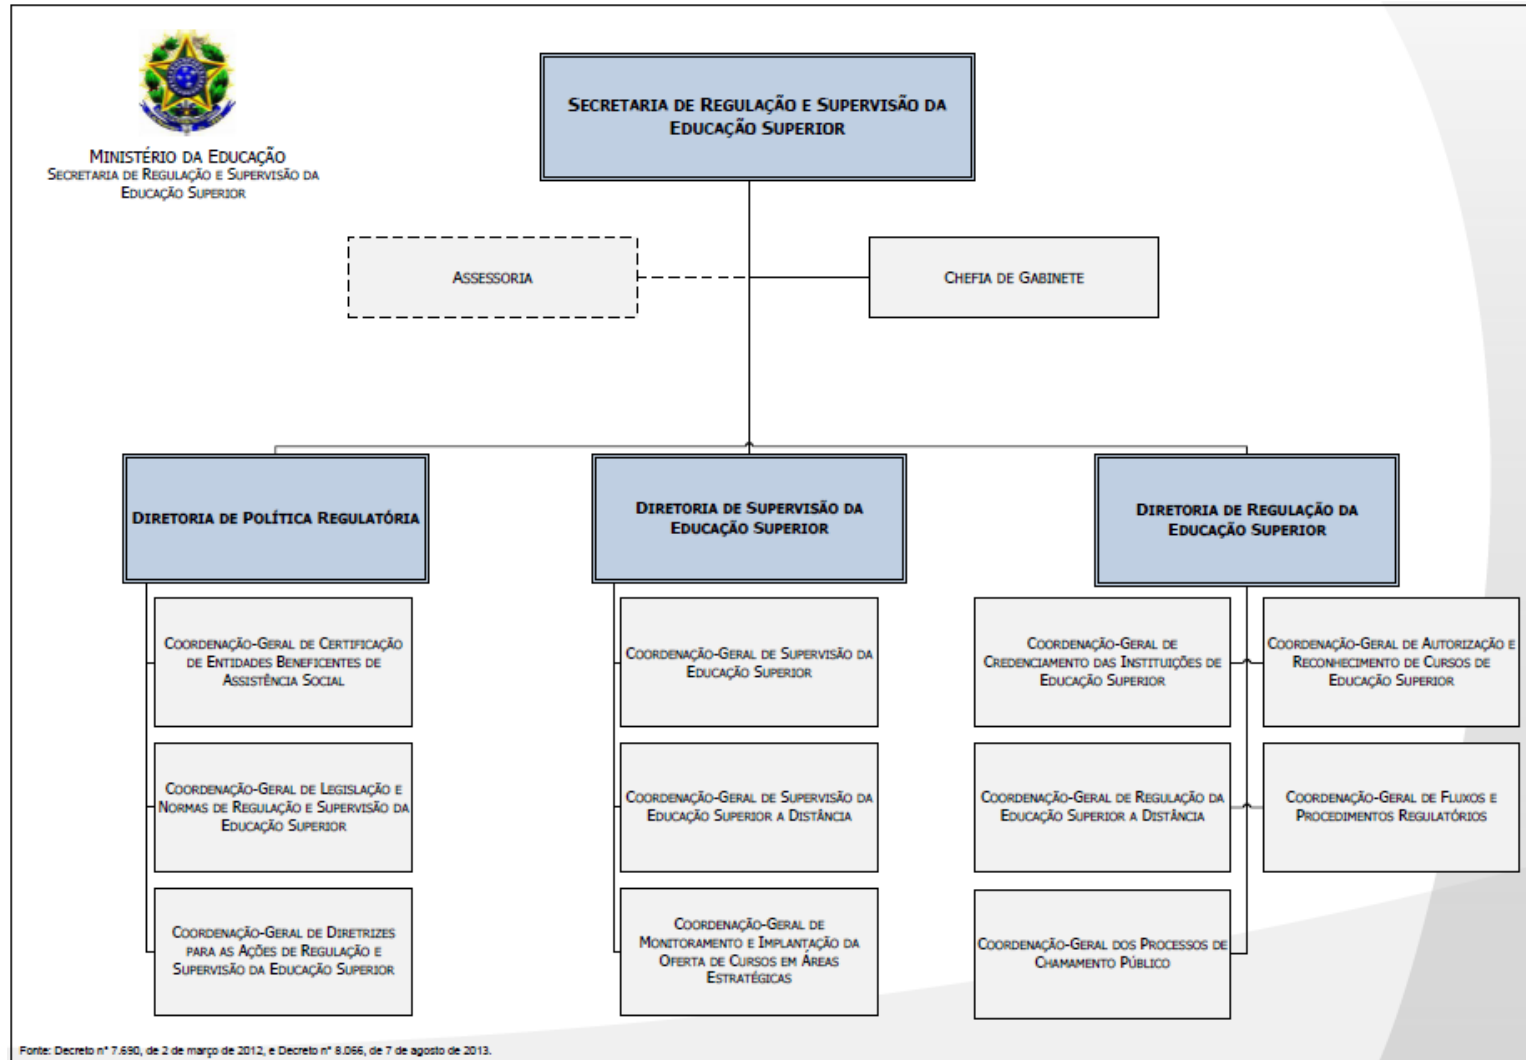 MINISTÉRIO DA EDUCAÇÃO
SECRETARIA DE REGULAÇÃO E SUPERVISÃO DA
EDUCAÇÃO SUPERIOR
SECRETARIA DE REGULAÇÃO E SUPERVISÃO DA
EDUCAÇÃO SUPERIOR
ASSESSORIA
CHEFIA DE GABINETE
DIRETORIA DE POLÍTICA REGULATÓRIA
DIRETORIA DE SUPERVISÃO DA
EDUCAÇÃO SUPERIOR
DIRETORIA DE REGULAÇÃO DA
EDUCAÇÃO SUPERIOR
COORDENAÇÃO-GERAL DE CERTIFICAÇÃO
DE ENTIDADES BENEFICENTES DE
ASSISTÊNCIA SOCIAL
COORDENAÇÃO-GERAL DE LEGISLAÇÃO E
NORMAS DE REGULAÇÃO E SUPERVISÃO DA
EDUCAÇÃO SUPERIOR
COORDENAÇÃO-GERAL DE DIRETRIZES
PARA AS AÇÕES DE REGULAÇÃO E
SUPERVISÃO DA EDUCAÇÃO SUPERIOR
COORDENAÇÃO-GERAL DE SUPERVISÃO DA
EDUCAÇÃO SUPERIOR
COORDENAÇÃO-GERAL DE SUPERVISÃO DA
EDUCAÇÃO SUPERIOR A DISTÂNCIA
COORDENAÇÃO-GERAL DE
MONITORAMENTO E IMPLANTAÇÃO DA
OFERTA DE CURSOS EM ÁREAS
ESTRATÉGICAS
COORDENAÇÃO-GERAL DE
CREDENCIAMENTO DAS INSTITUIÇÕES DE
EDUCAÇÃO SUPERIOR
COORDENAÇÃO-GERAL DE AUTORIZAÇÃO E
RECONHECIMENTO DE CURSOS DE
EDUCAÇÃO SUPERIOR
COORDENAÇÃO-GERAL DE REGULAÇÃO DA
EDUCAÇÃO SUPERIOR A DISTÂNCIA
COORDENAÇÃO-GERAL DE FLUXOS E
PROCEDIMENTOS REGULATÓRIOS
COORDENAÇÃO-GERAL DOS PROCESSOS DE
CHAMAMENTO PÚBLICO
Fonte: Decreto n° 7.690, de 2 de março de 2012, e Decreto n° 8.066, de 7 de agosto de 2013.